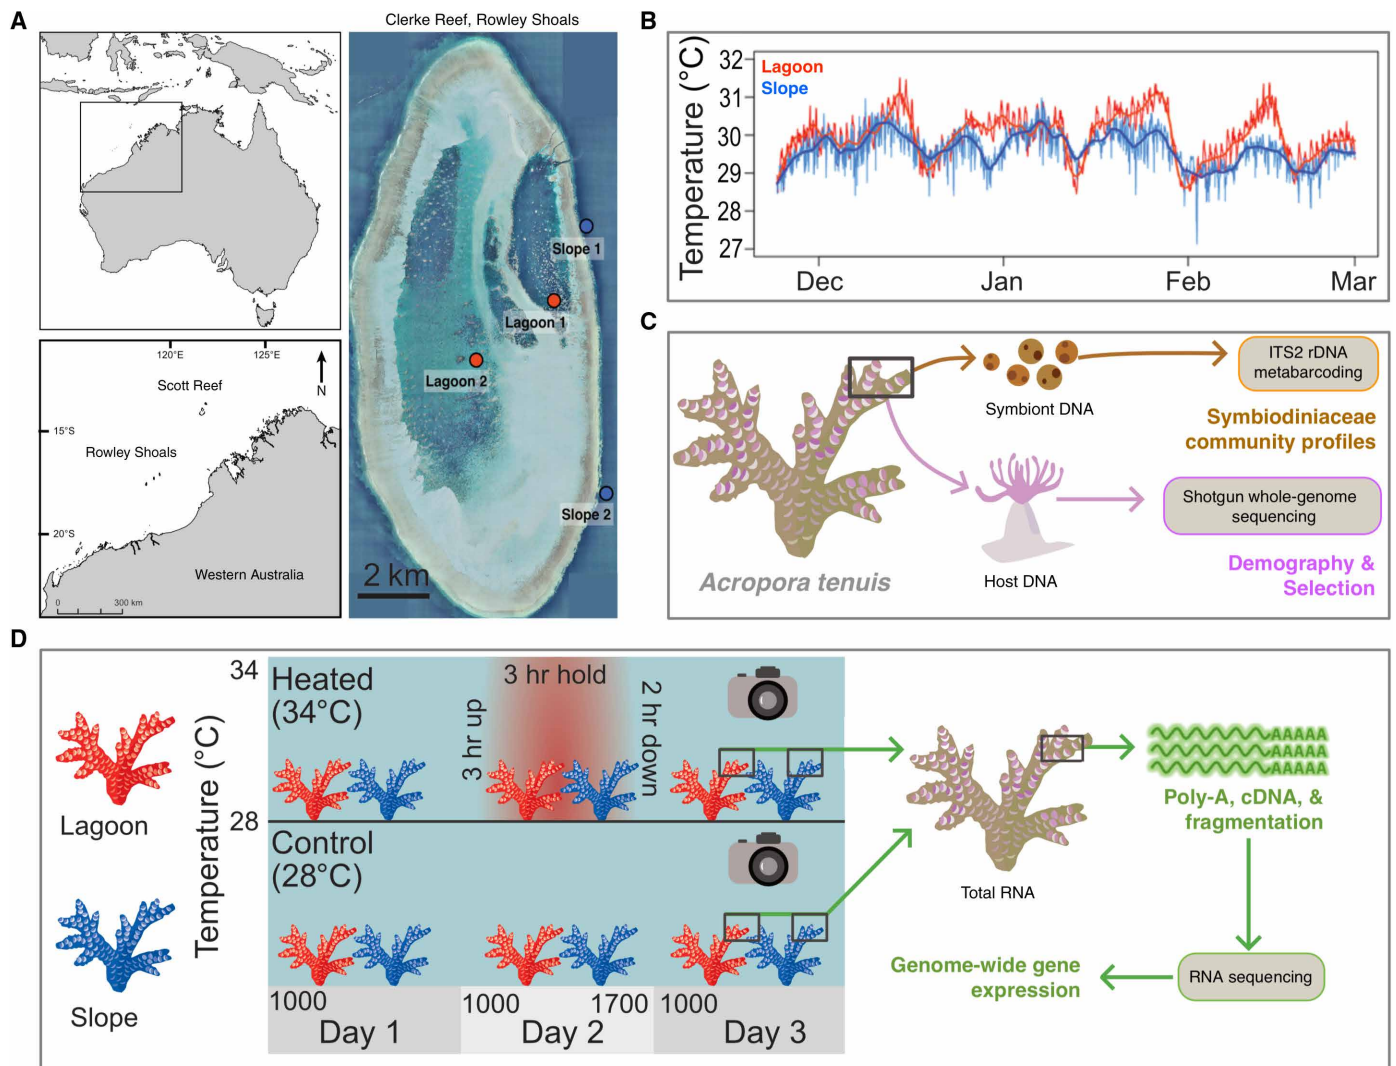 A
Clerke Reef, Rowley Shoals
120°E
125°E
N
Scott Reef
15°S
Rowley Shoals
20°S
Western Australia
0
300 km
Slope 1
Lagoon 1
Lagoon 2
Slope 2
2 km
B
Temperature (°C)
32
31
30
29
28
27
Lagoon
Slope
Dec
Jan
Feb
Mar
C
Symbiont DNA
ITS2 rDNA
metabarcoding
Symbiodiniaceae
community profiles
Acropora tenuis
Host DNA
Shotgun whole-genome
sequencing
Demography &
Selection
D
Lagoon
Slope
Temperature (°C)
34
28
Heated
(34°C)
3 hr up
3 hr hold
2 hr down
Control
(28°C)
1000
1000
1700
1000
Day 1
Day 2
Day 3
Total RNA
AAAAA
AAAAA
AAAAA
Poly-A, cDNA, &
fragmentation
RNA sequencing
Genome-wide gene
expression